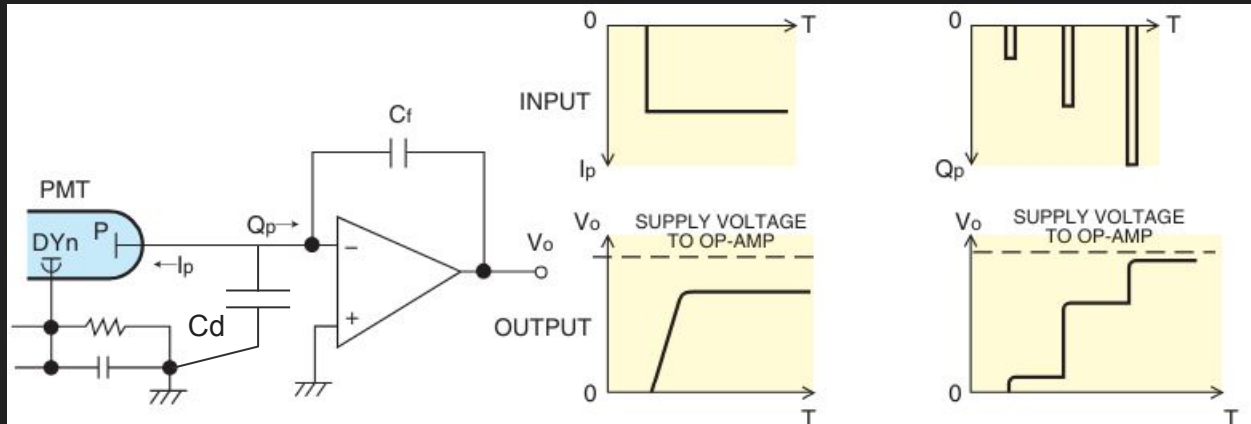 PMT
DYn
P
Qp→
←Ip
Cd
Cf
−
+
Vo
INPUT
0
T
Ip
0
T
Qp
OUTPUT
Vo
SUPPLY VOLTAGE
TO OP-AMP
0
T
Vo
SUPPLY VOLTAGE
TO OP-AMP
0
T